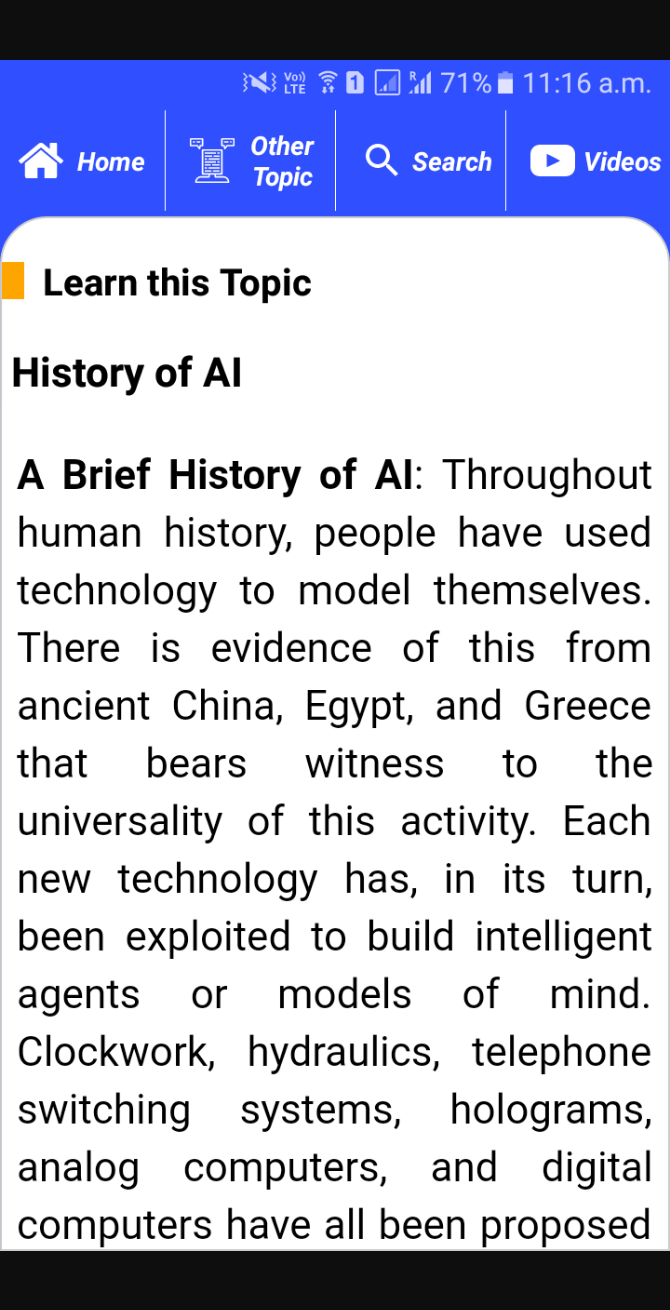 Vo))
LTE
1
R
71%
11:16 a.m.
Home
Other
Topic
Search
Videos
Learn this Topic
History of AI
A Brief History of AI: Throughout
human history, people have used
technology to model themselves.
There is evidence of this from
ancient China, Egypt, and Greece
that bears witness to the
universality of this activity. Each
new technology has, in its turn,
been exploited to build intelligent
agents or models of mind.
Clockwork, hydraulics, telephone
switching systems, holograms,
analog computers, and digital
computers have all been proposed